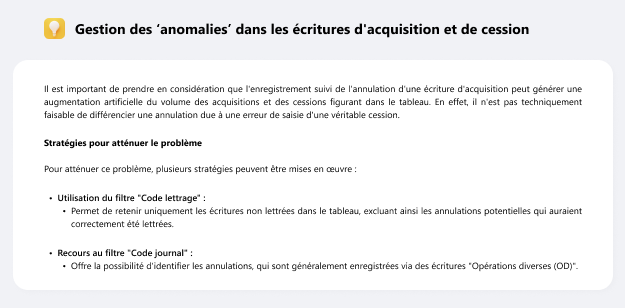 Gestion des ‘anomalies’ dans les écritures d'acquisition et de cession
Il est important de prendre en considération que l'enregistrement suivi de l'annulation d'une écriture d'acquisition peut générer une
augmentation artificielle du volume des acquisitions et des cessions figurant dans le tableau. En effet, il n'est pas techniquement
faisable de différencier une annulation due à une erreur de saisie d'une véritable cession.
Stratégies pour atténuer le problème
Pour atténuer ce problème, plusieurs stratégies peuvent être mises en œuvre :
• Utilisation du filtre "Code lettrage" :
• Permet de retenir uniquement les écritures non lettrées dans le tableau, excluant ainsi les annulations potentielles qui auraient
correctement été lettrées.
• Recours au filtre "Code journal" :
• Offre la possibilité d'identifier les annulations, qui sont généralement enregistrées via des écritures "Opérations diverses (OD)".